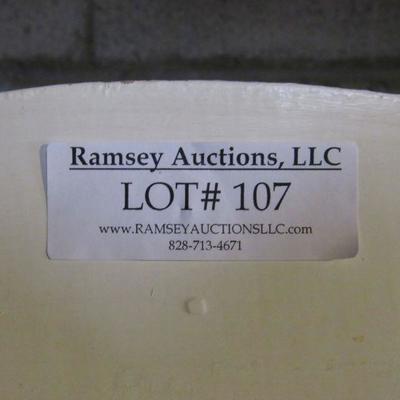 Ramsey Auctions, LLC
LOT# 107
www.RAMSEYAUCTIONSLLC.com
828-713-4671